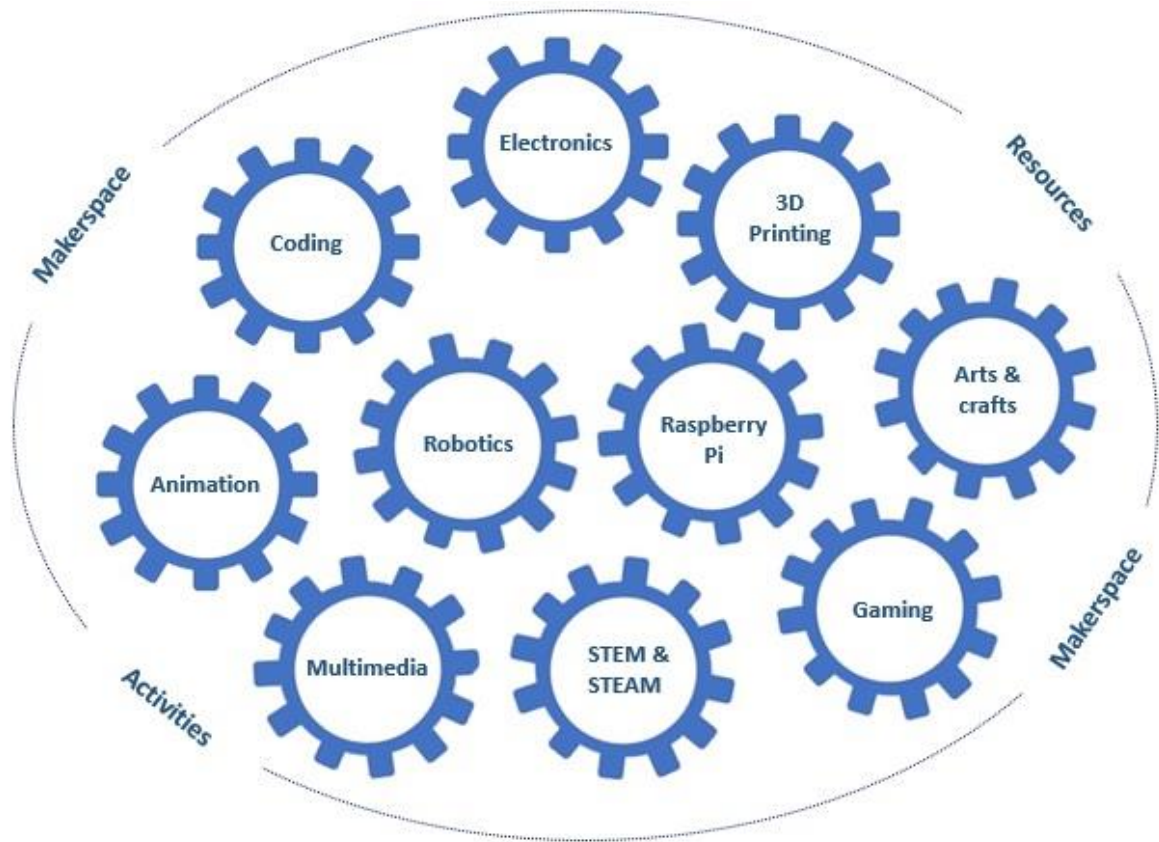 Electronics
Resources
Makerspace
3D
Printing
Coding
Arts &
crafts
Robotics
Raspberry
Pi
Animation
Gaming
Makerspace
Multimedia
STEM &
STEAM
Activities